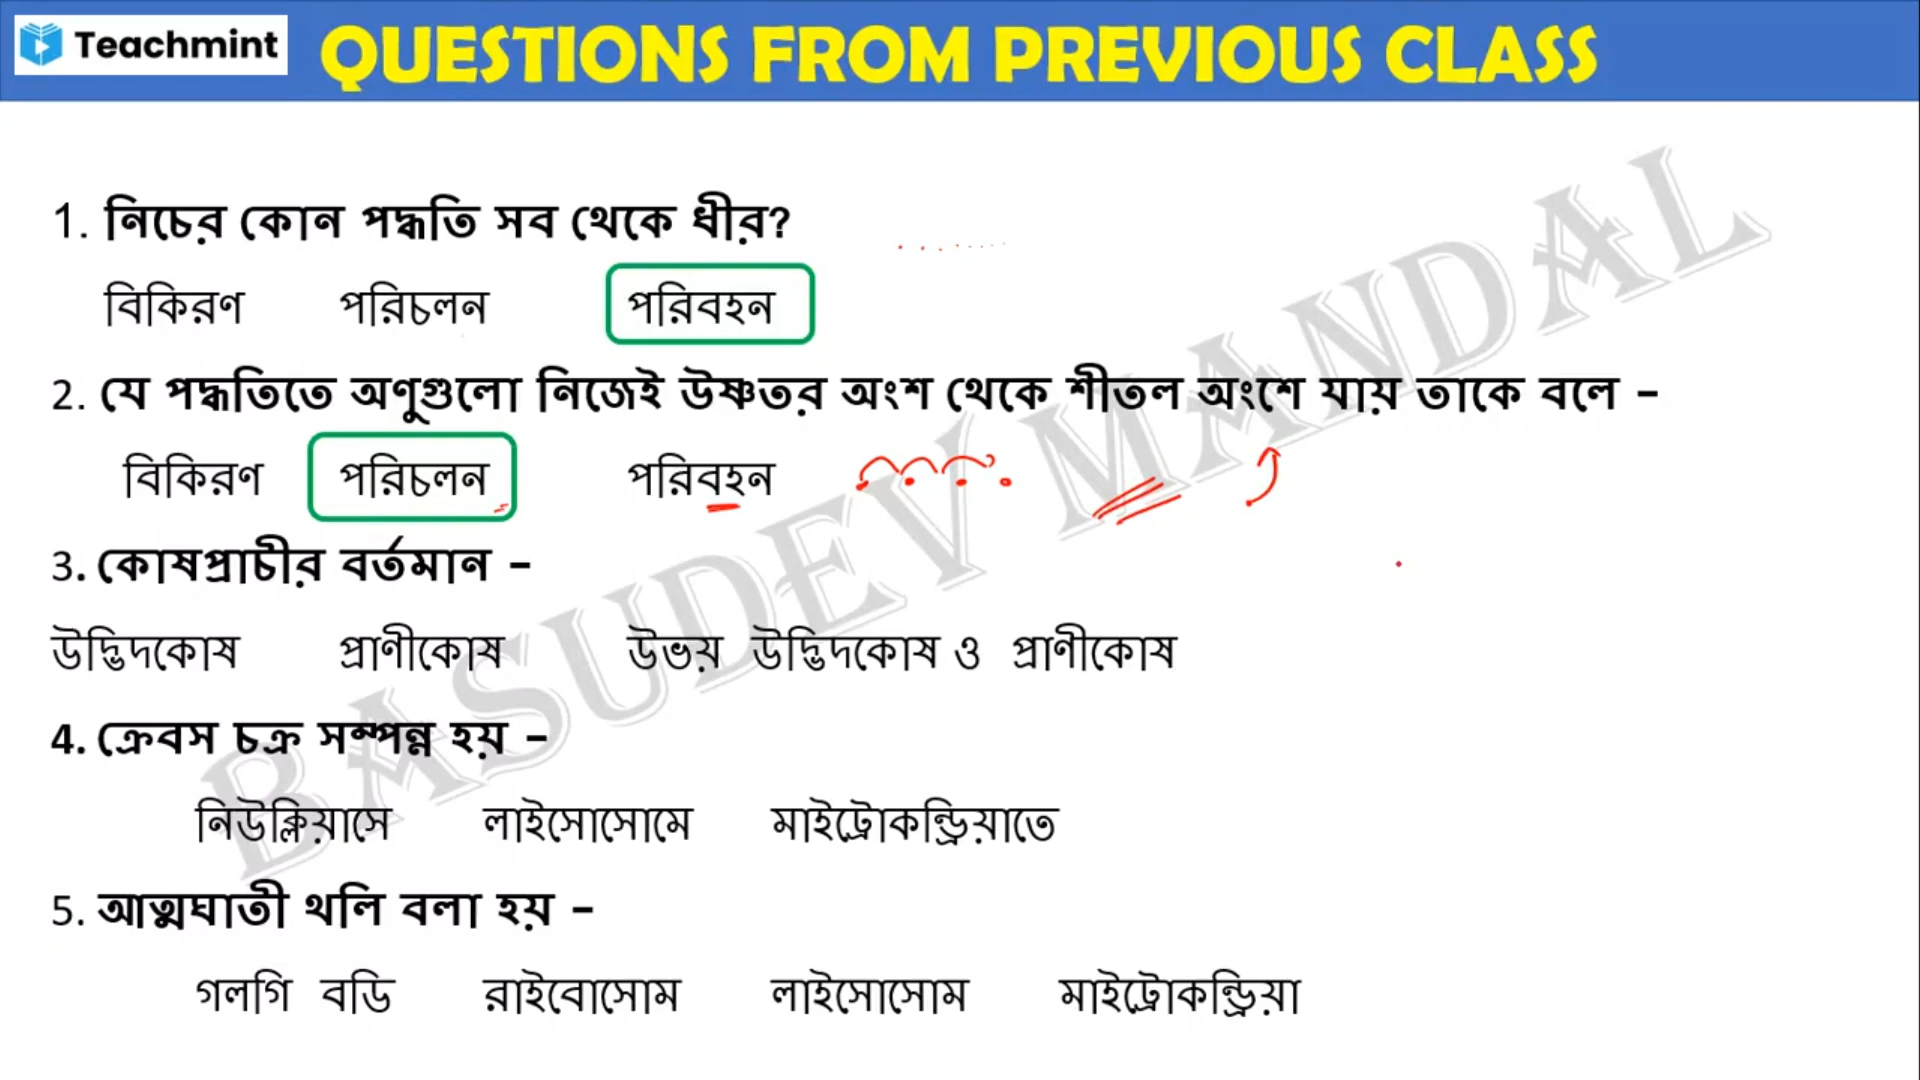 Teachmint QUESTIONS FROM PREVIOUS CLASS
1. নিচের কোন পদ্ধতি সব থেকে ধীর?
বিকিরণ পরিচলন পরিবহন
2. যে পদ্ধতিতে অণুগুলো নিজেই উষ্ণতর অংশ থেকে শীতল অংশে যায় তাকে বলে –
বিকিরণ পরিচলন পরিবহন
3. কোষপ্রাচীর বর্তমান –
উদ্ভিদকোষ প্রাণীকোষ উভয় উদ্ভিদকোষ ও প্রাণীকোষ
4. ক্রেবস চক্র সম্পন্ন হয় –
নিউক্লিয়াসে লাইসোসোমে মাইট্রোকন্ড্রিয়াতে
5. আত্মঘাতী থলি বলা হয় –
গলগি বডি রাইবোসোম লাইসোসোম মাইট্রোকন্ড্রিয়া
BASUDEV MANDAL